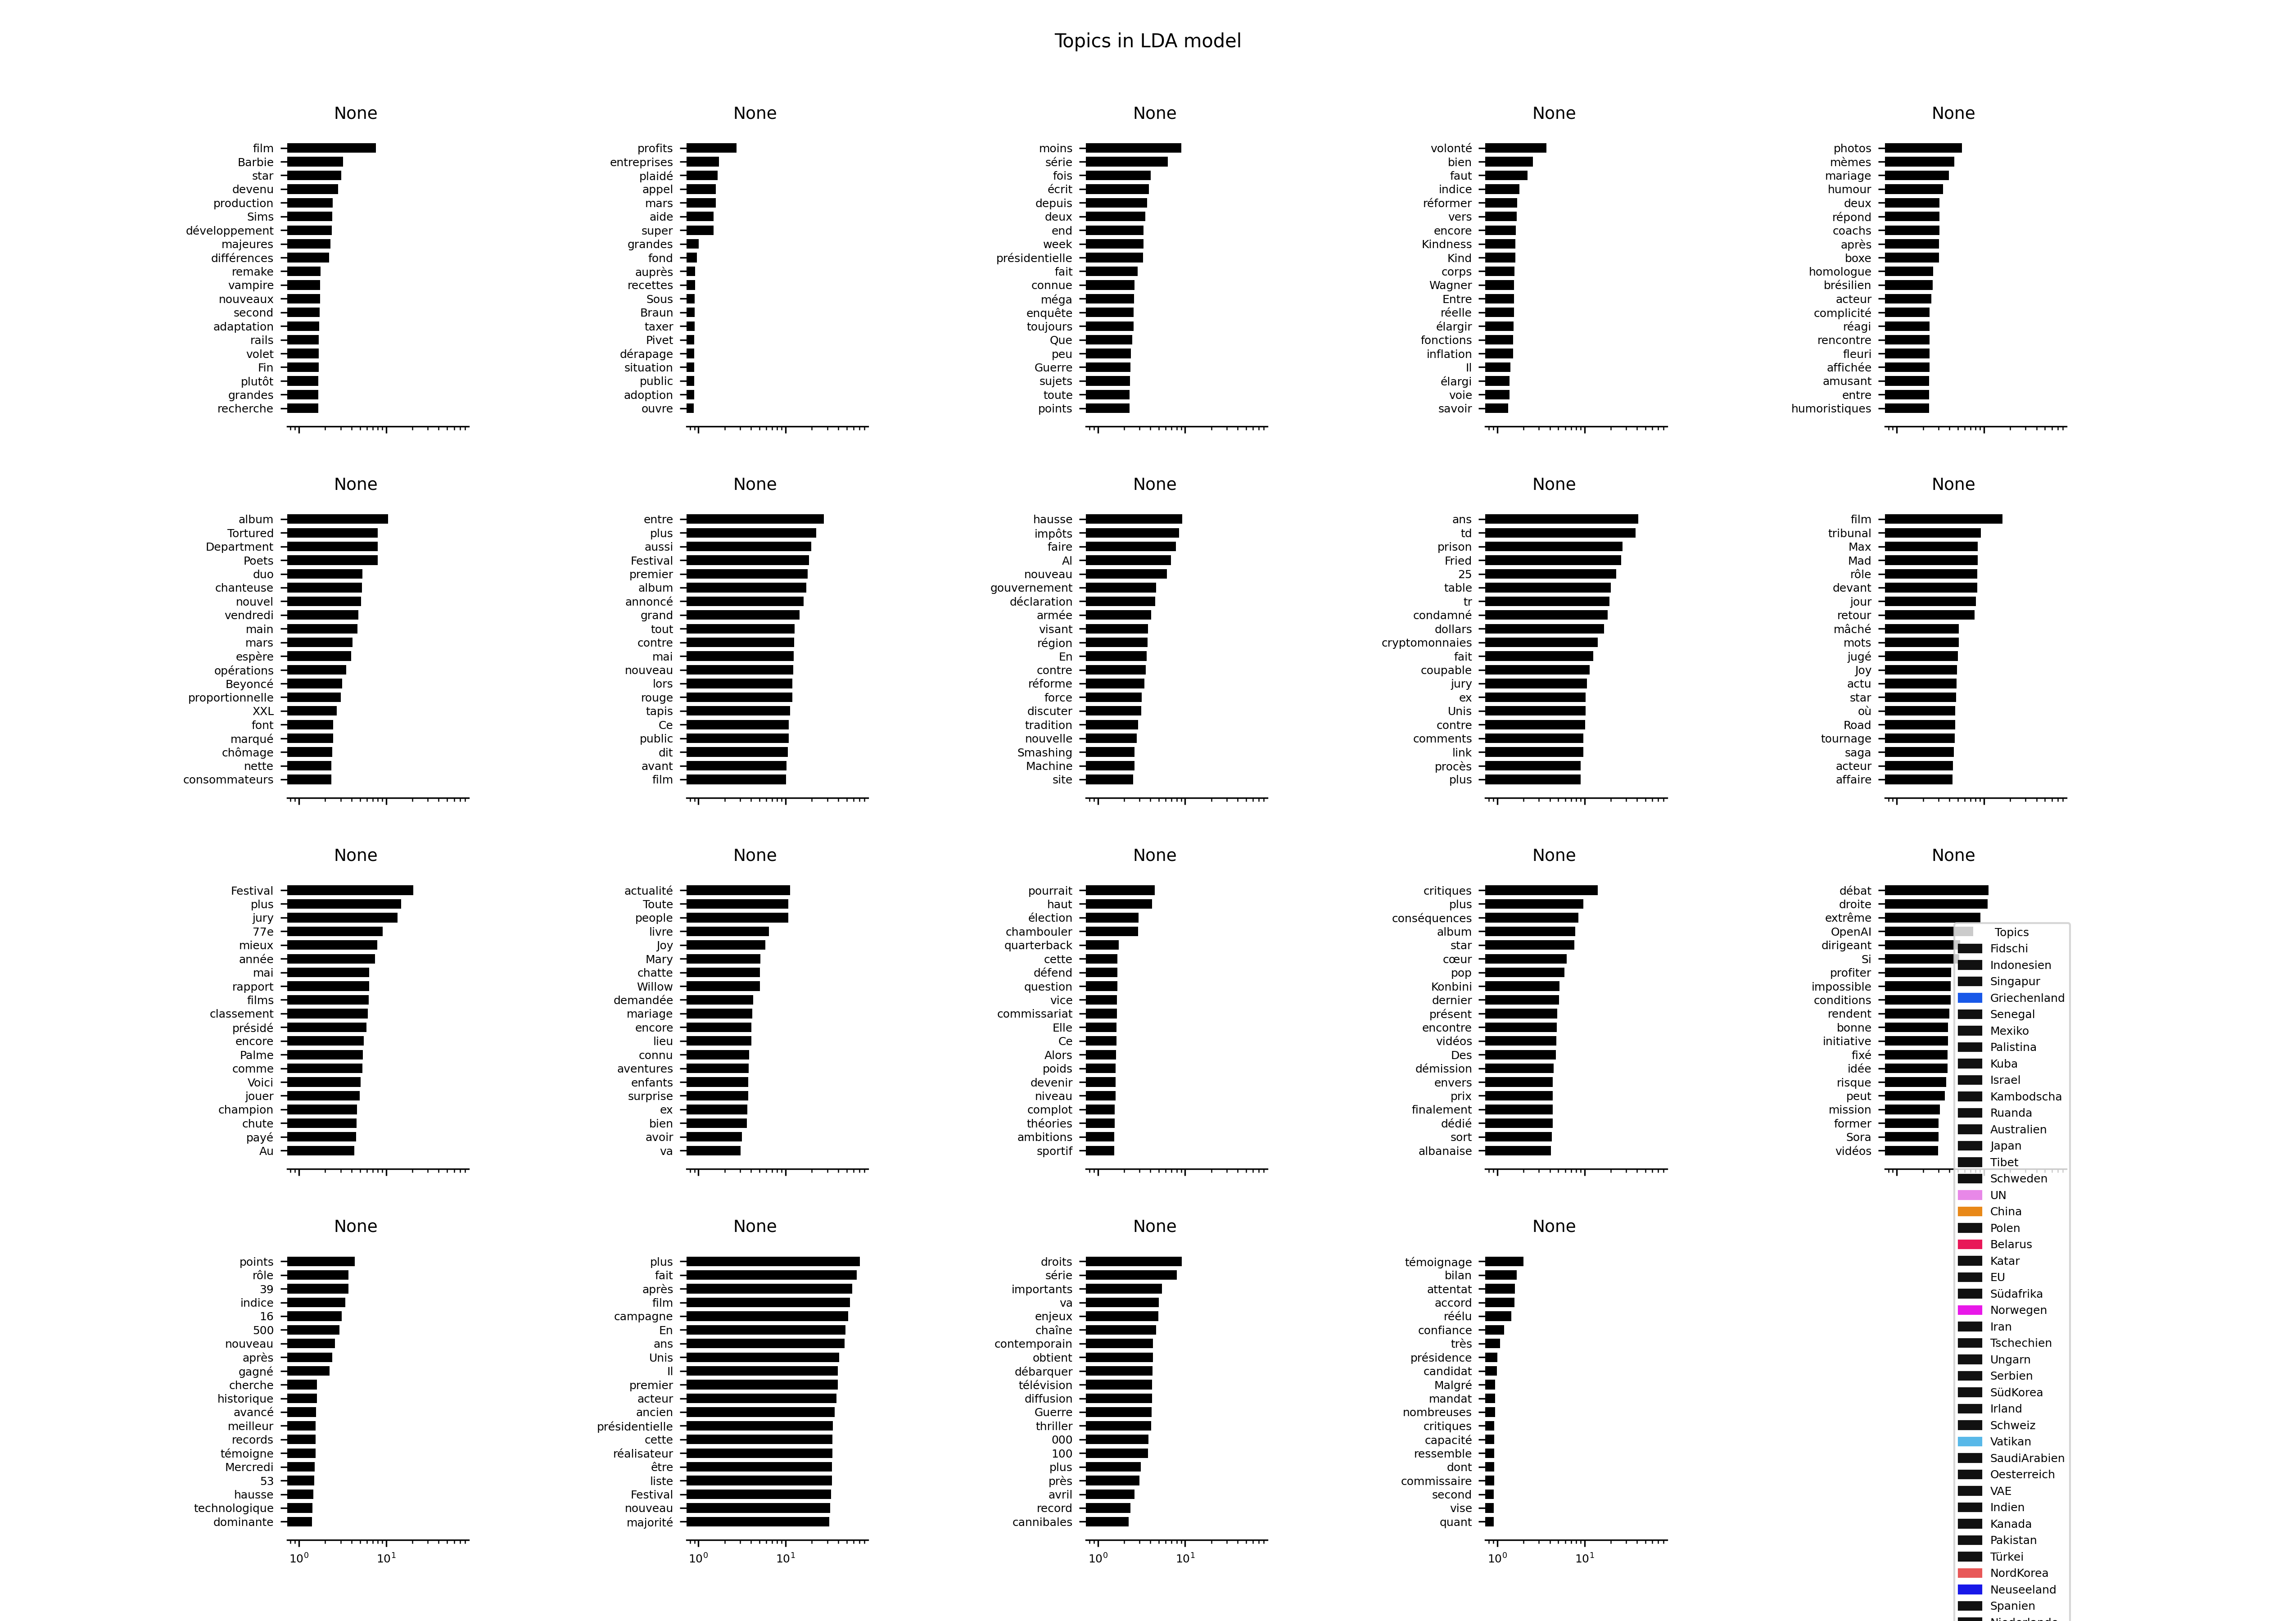 Topics in LDA model
None
film
Barbie
star
devenu
production
Sims
développement
majeures
différences
remake
vampire
nouveaux
second
adaptation
rails
volet
Fin
plutôt
grandes
recherche
None
profits
entreprises
plaidé
appel
mars
aide
super
grandes
fond
auprès
recettes
Sous
Braun
taxer
Pivet
dérapage
situation
public
adoption
ouvre
None
moins
série
fois
écrit
depuis
deux
end
week
présidentielle
fait
connue
méga
enquête
toujours
Que
peu
Guerre
sujets
toute
points
None
volonté
bien
faut
indice
réformer
vers
encore
Kindness
Kind
corps
Wagner
Entre
réelle
élargir
fonctions
inflation
Il
élargi
voie
savoir
None
photos
mèmes
mariage
humour
deux
répond
coachs
après
boxe
homologue
brésilien
acteur
complicité
réagi
rencontre
fleuri
affichée
amusant
entre
humoristiques
None
album
Tortured
Department
Poets
duo
chanteuse
nouvel
vendredi
main
mars
espère
opérations
Beyoncé
proportionnelle
XXL
font
marqué
chômage
nette
consommateurs
None
entre
plus
aussi
Festival
premier
album
annoncé
grand
tout
contre
mai
nouveau
lors
rouge
tapis
Ce
public
dit
avant
film
None
hausse
impôts
faire
Al
nouveau
gouvernement
déclaration
armée
visant
région
En
contre
réforme
force
discuter
tradition
nouvelle
Smashing
Machine
site
None
ans
td
prison
Fried
25
table
tr
condamné
dollars
cryptomonnaies
fait
coupable
jury
ex
Unis
contre
comments
link
procès
plus
None
film
tribunal
Max
Mad
rôle
devant
jour
retour
mâché
mots
jugé
Joy
actu
star
où
Road
tournage
saga
acteur
affaire
None
Festival
plus
jury
77e
mieux
année
mai
rapport
films
classement
présidé
encore
Palme
comme
Voici
jouer
champion
chute
payé
Au
None
actualité
Toute
people
livre
Joy
Mary
chatte
Willow
demandée
mariage
encore
lieu
connu
aventures
enfants
surprise
ex
bien
avoir
va
None
pourrait
haut
élection
chambouler
quarterback
cette
défend
question
vice
commissariat
Elle
Ce
Alors
poids
devenir
niveau
complot
théories
ambitions
sportif
None
critiques
plus
conséquences
album
star
cœur
pop
Konbini
dernier
présent
encontre
vidéos
Des
démission
envers
prix
finalement
dédié
sort
albanaise
None
débat
droite
extrême
OpenAI
dirigeant
Si
profiter
impossible
conditions
rendent
bonne
initiative
fixé
idée
risque
peut
mission
former
Sora
vidéos
None
points
rôle
39
indice
16
500
nouveau
après
gagné
cherche
historique
avancé
meilleur
records
témoigne
Mercredi
53
hausse
technologique
dominante
10⁰ 10¹
None
plus
fait
après
film
campagne
En
ans
Unis
Il
premier
acteur
ancien
présidentielle
cette
réalisateur
être
liste
Festival
nouveau
majorité
10⁰ 10¹
None
droits
série
importants
va
enjeux
chaîne
contemporain
obtient
débarquer
télévision
diffusion
Guerre
thriller
000
100
plus
près
avril
record
cannibales
10⁰ 10¹
None
témoignage
bilan
attentat
accord
réélu
confiance
très
présidence
candidat
Malgré
mandat
nombreuses
critiques
capacité
ressemble
dont
commissaire
second
vise
quant
10⁰ 10¹
Topics
Fidschi
Indonesien
Singapur
Griechenland
Senegal
Mexiko
Palistina
Kuba
Israel
Kambodscha
Ruanda
Australien
Japan
Tibet
Schweden
UN
China
Polen
Belarus
Katar
EU
Südafrika
Norwegen
Iran
Tschechien
Ungarn
Serbien
SüdKorea
Irland
Schweiz
Vatikan
SaudiArabien
Oesterreich
VAE
Indien
Kanada
Pakistan
Türkei
NordKorea
Neuseeland
Spanien